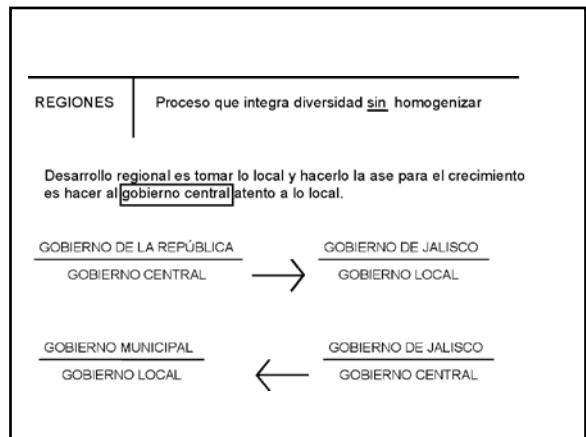 REGIONES
Proceso que integra diversidad sin homogenizar
Desarrollo regional es tomar lo local y hacerlo la ase para el crecimiento
es hacer al gobierno central atento a lo local.
GOBIERNO DE LA REPÚBLICA
GOBIERNO CENTRAL
GOBIERNO DE JALISCO
GOBIERNO LOCAL
GOBIERNO MUNICIPAL
GOBIERNO LOCAL
GOBIERNO DE JALISCO
GOBIERNO CENTRAL